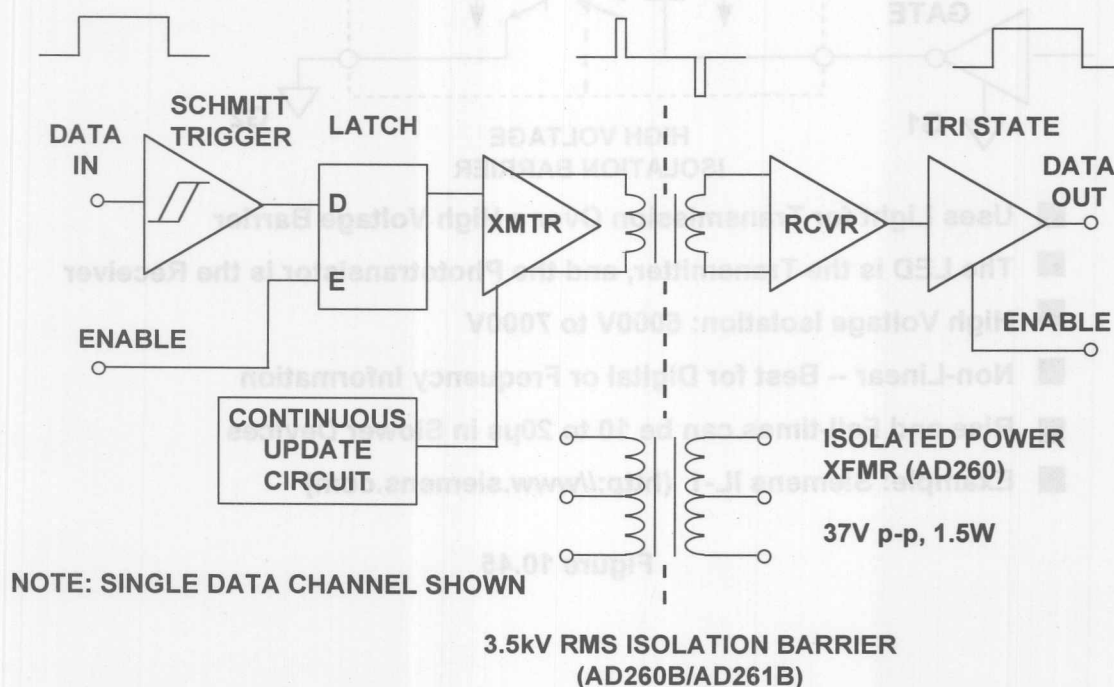 SCHMITT
TRIGGER
LATCH
TRI STATE
DATA
IN
DATA
OUT
D
XMTR
RCVR
E
ENABLE
ENABLE
CONTINUOUS
UPDATE
CIRCUIT
ISOLATED POWER
XFMR (AD260)
37V p-p, 1.5W
NOTE: SINGLE DATA CHANNEL SHOWN
3.5kV RMS ISOLATION BARRIER
(AD260B/AD261B)